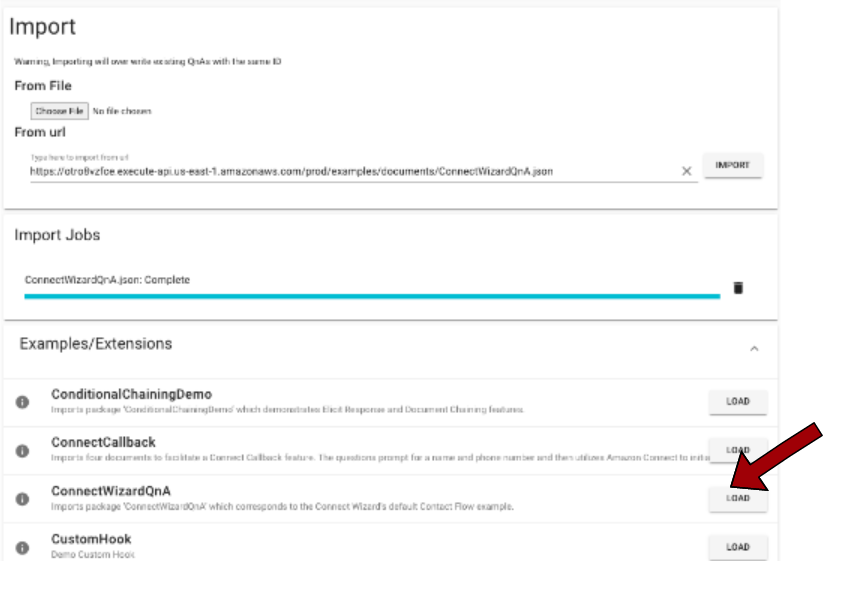 Import
Warning, Importing will over write existing QnAs with the same ID
From File
Choose File No file chosen
From url
Type here to import from url
https://otro8vzfce.execute-api.us-east-1.amazonaws.com/prod/examples/documents/ConnectWizardQnA.json
IMPORT
Import Jobs
ConnectWizardQnA.json: Complete
Examples/Extensions
ConditionalChainingDemo
Imports package 'ConditionalChainingDemo' which demonstrates Elicit Response and Document Chaining features.
LOAD
ConnectCallback
Imports four documents to facilitate a Connect Callback feature. The questions prompt for a name and phone number and then utilizes Amazon Connect to
LOAD
ConnectWizardQnA
Imports package 'ConnectWizardQnA' which corresponds to the Connect Wizard's default Contact Flow example.
LOAD
CustomHook
Demo Custom Hook
LOAD